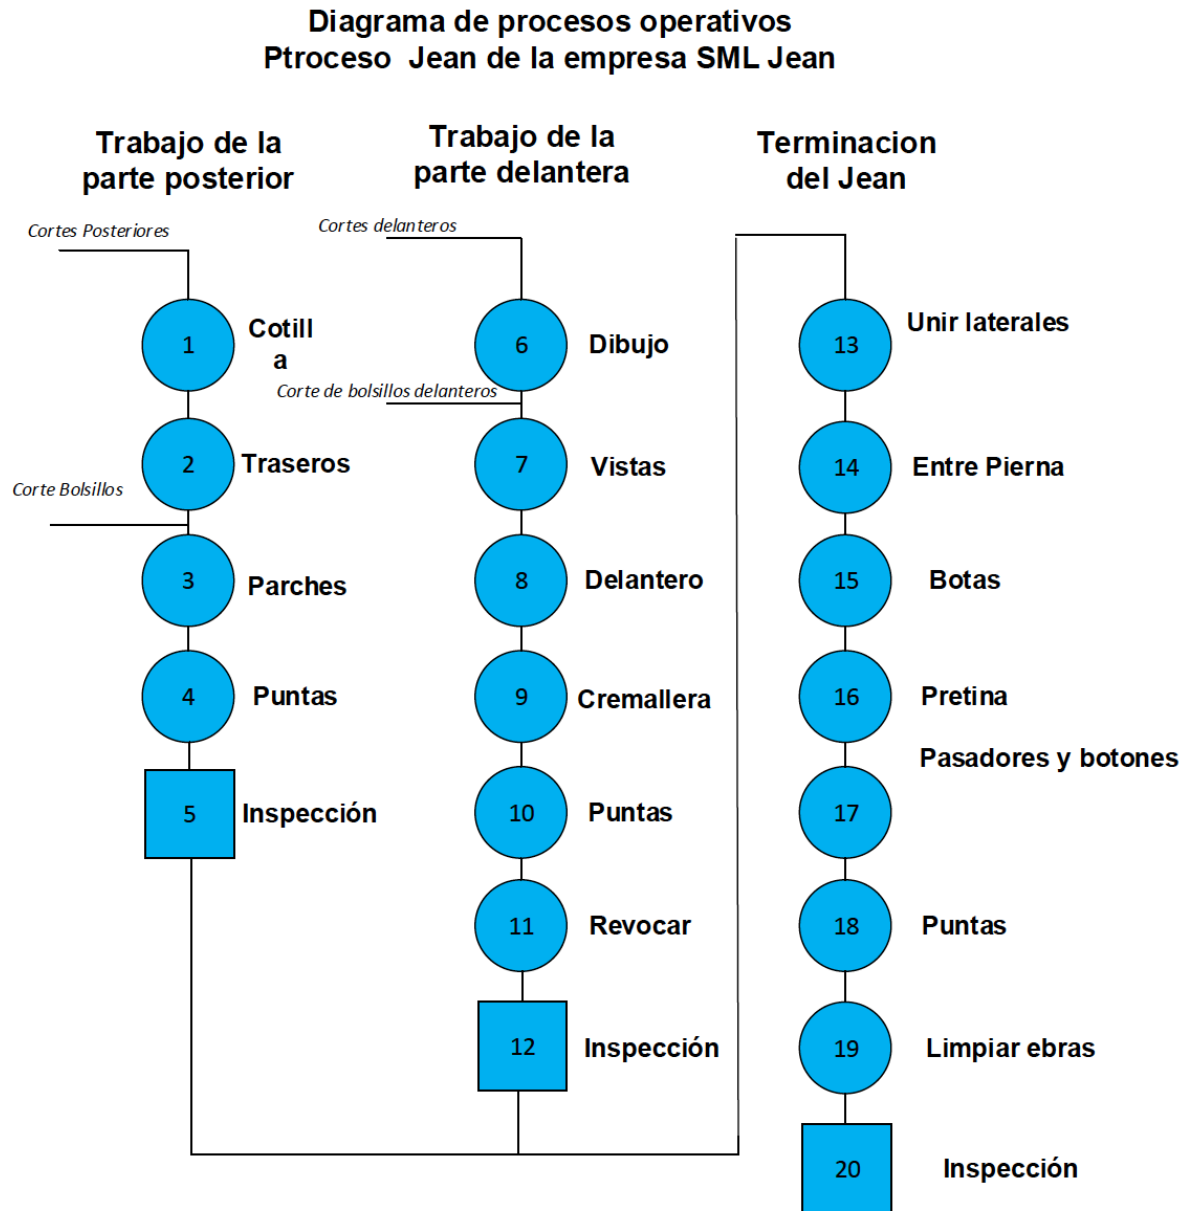 Diagrama de procesos operativos
Ptroceso Jean de la empresa SML Jean
Trabajo de la
parte posterior
Cortes Posteriores
1
Cotill
a
2
Traseros
Corte Bolsillos
3
Parches
4
Puntas
5
Inspección
Trabajo de la
parte delantera
Cortes delanteros
6
Dibujo
Corte de bolsillos delanteros
7
Vistas
8
Delantero
9
Cremallera
10
Puntas
11
Revocar
12
Inspección
Terminacion
del Jean
13
Unir laterales
14
Entre Pierna
15
Botas
16
Pretina
Pasadores y botones
17
18
Puntas
19
Limpiar ebras
20
Inspección